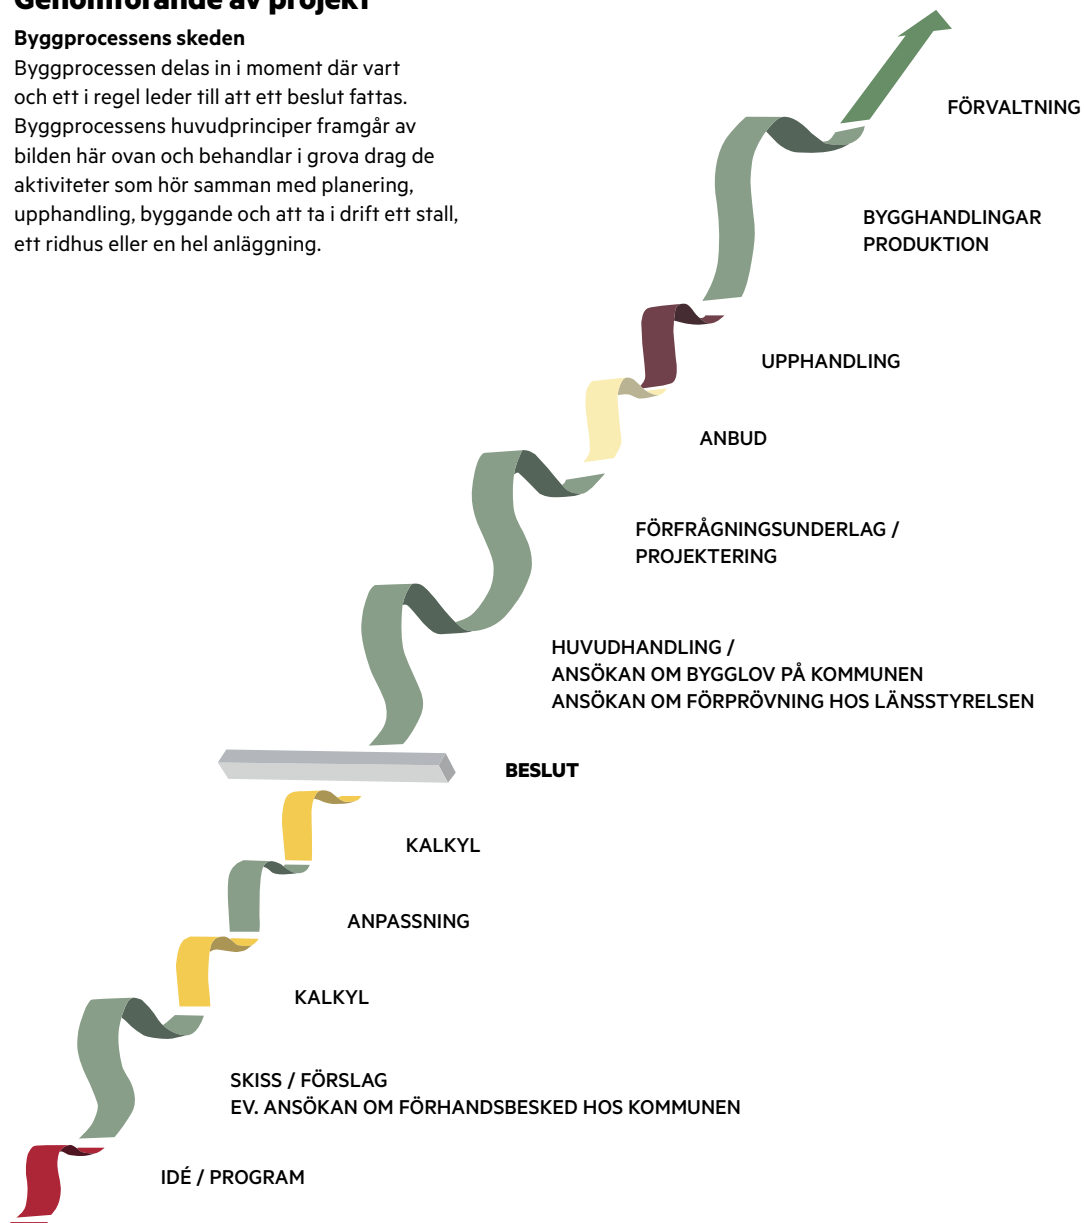 Genomförande av projekt
Byggprocessens skeden
Byggprocessen delas in i moment där vart
och ett i regel leder till att ett beslut fattas.
Byggprocessens huvudprinciper framgår av
bilden här ovan och behandlar i grova drag de
aktiviteter som hör samman med planering,
upphandling, byggande och att ta i drift ett stall,
ett ridhus eller en hel anläggning.
FÖRVALTNING
BYGGHANDLINGAR
PRODUKTION
UPPHANDLING
ANBUD
FÖRFRÅGNINGSUNDERLAG /
PROJEKTERING
HUVUDHANDLING /
ANSÖKAN OM BYGGLOV PÅ KOMMUNEN
ANSÖKAN OM FÖRPRÖVNING HOS LÄNSSTYRELSEN
BESLUT
KALKYL
ANPASSNING
KALKYL
SKISS / FÖRSLAG
EV. ANSÖKAN OM FÖRHANDSBESKED HOS KOMMUNEN
IDÉ / PROGRAM